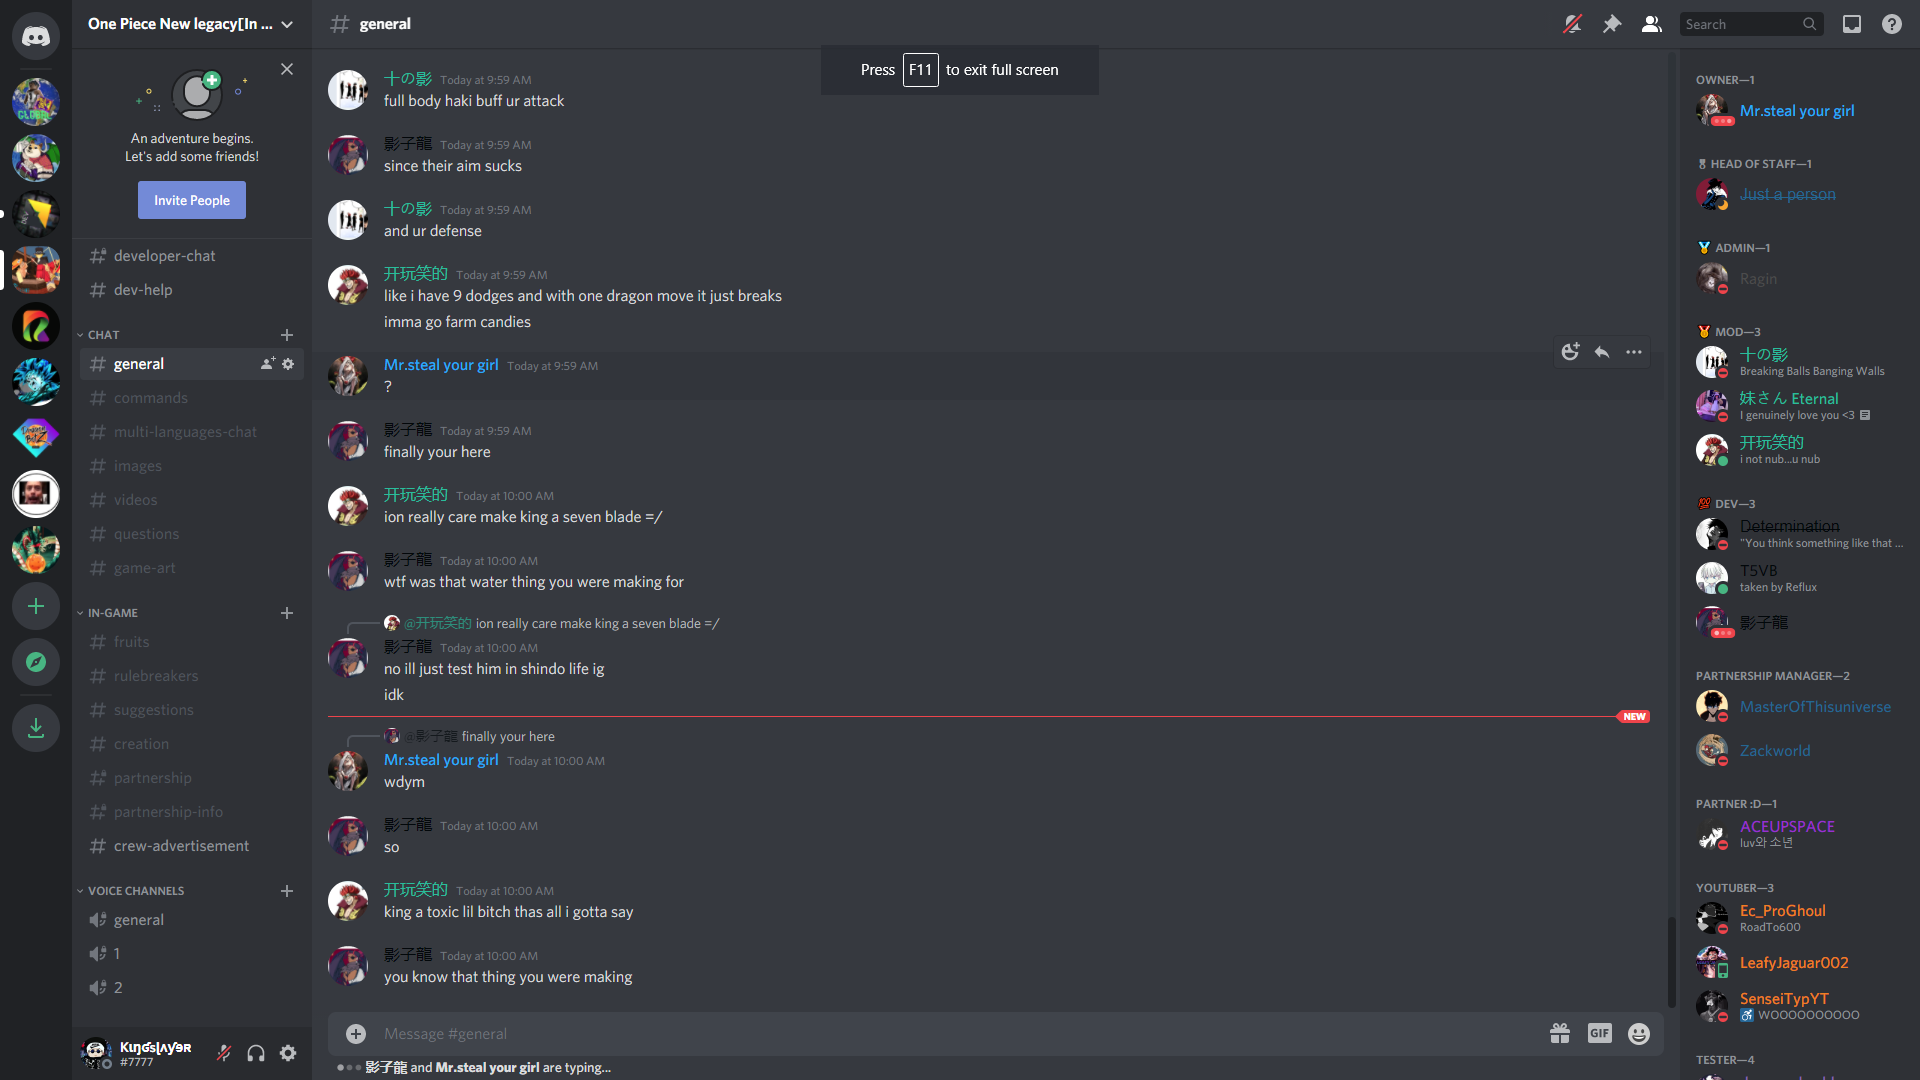 One Piece New legacy[In ...
general
Search
Press F11 to exit full screen
An adventure begins.
Let's add some friends!
Invite People
developer-chat
dev-help
CHAT
general
commands
multi-languages-chat
images
videos
questions
game-art
IN-GAME
fruits
rulebreakers
suggestions
creation
partnership
partnership-info
crew-advertisement
VOICE CHANNELS
general
1
2
#7777
十の影 Today at 9:59 AM
full body haki buff ur attack
影子龍 Today at 9:59 AM
since their aim sucks
十の影 Today at 9:59 AM
and ur defense
开玩笑的 Today at 9:59 AM
like i have 9 dodges and with one dragon move it just breaks
imma go farm candies
Mr.steal your girl Today at 9:59 AM
?
影子龍 Today at 9:59 AM
finally your here
开玩笑的 Today at 10:00 AM
ion really care make king a seven blade =/
影子龍 Today at 10:00 AM
wtf was that water thing you were making for
@开玩笑的 ion really care make king a seven blade =/
影子龍 Today at 10:00 AM
no ill just test him in shindo life ig
idk
NEW
@影子龍 finally your here
Mr.steal your girl Today at 10:00 AM
wdym
影子龍 Today at 10:00 AM
so
开玩笑的 Today at 10:00 AM
king a toxic lil bitch thas all i gotta say
影子龍 Today at 10:00 AM
you know that thing you were making
Message #general
GIF
影子龍 and Mr.steal your girl are typing...
OWNER—1
Mr.steal your girl
HEAD OF STAFF—1
Just a person
ADMIN—1
Ragin
MOD—3
十の影
Breaking Balls Banging Walls
妹さん Eternal
I genuinely love you <3
开玩笑的
i not nub...u nub
DEV—3
Determination
"You think something like that ...
T5VB
taken by Reflux
影子龍
PARTNERSHIP MANAGER—2
MasterOfThisuniverse
Zackworld
PARTNER :D—1
ACEUPSPACE
luv와 소년
YOUTUBER—3
Ec_ProGhoul
RoadTo600
LeafyJaguar002
SenseiTypYT
WOOOOOOOOOO
TESTER—4